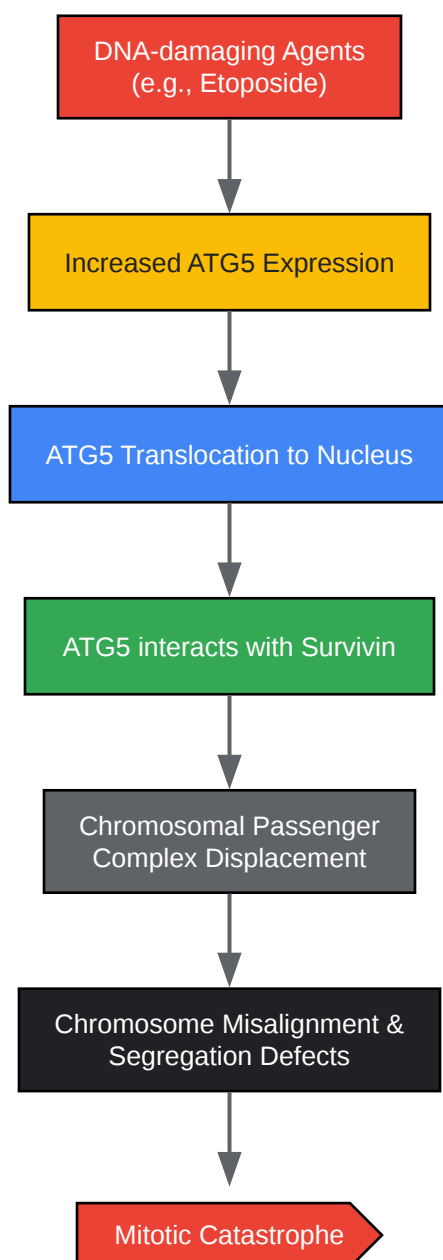 DNA-damaging Agents
(e.g., Etoposide)
Increased ATG5 Expression
ATG5 Translocation to Nucleus
ATG5 interacts with Survivin
Chromosomal Passenger
Complex Displacement
Chromosome Misalignment &
Segregation Defects
Mitotic Catastrophe